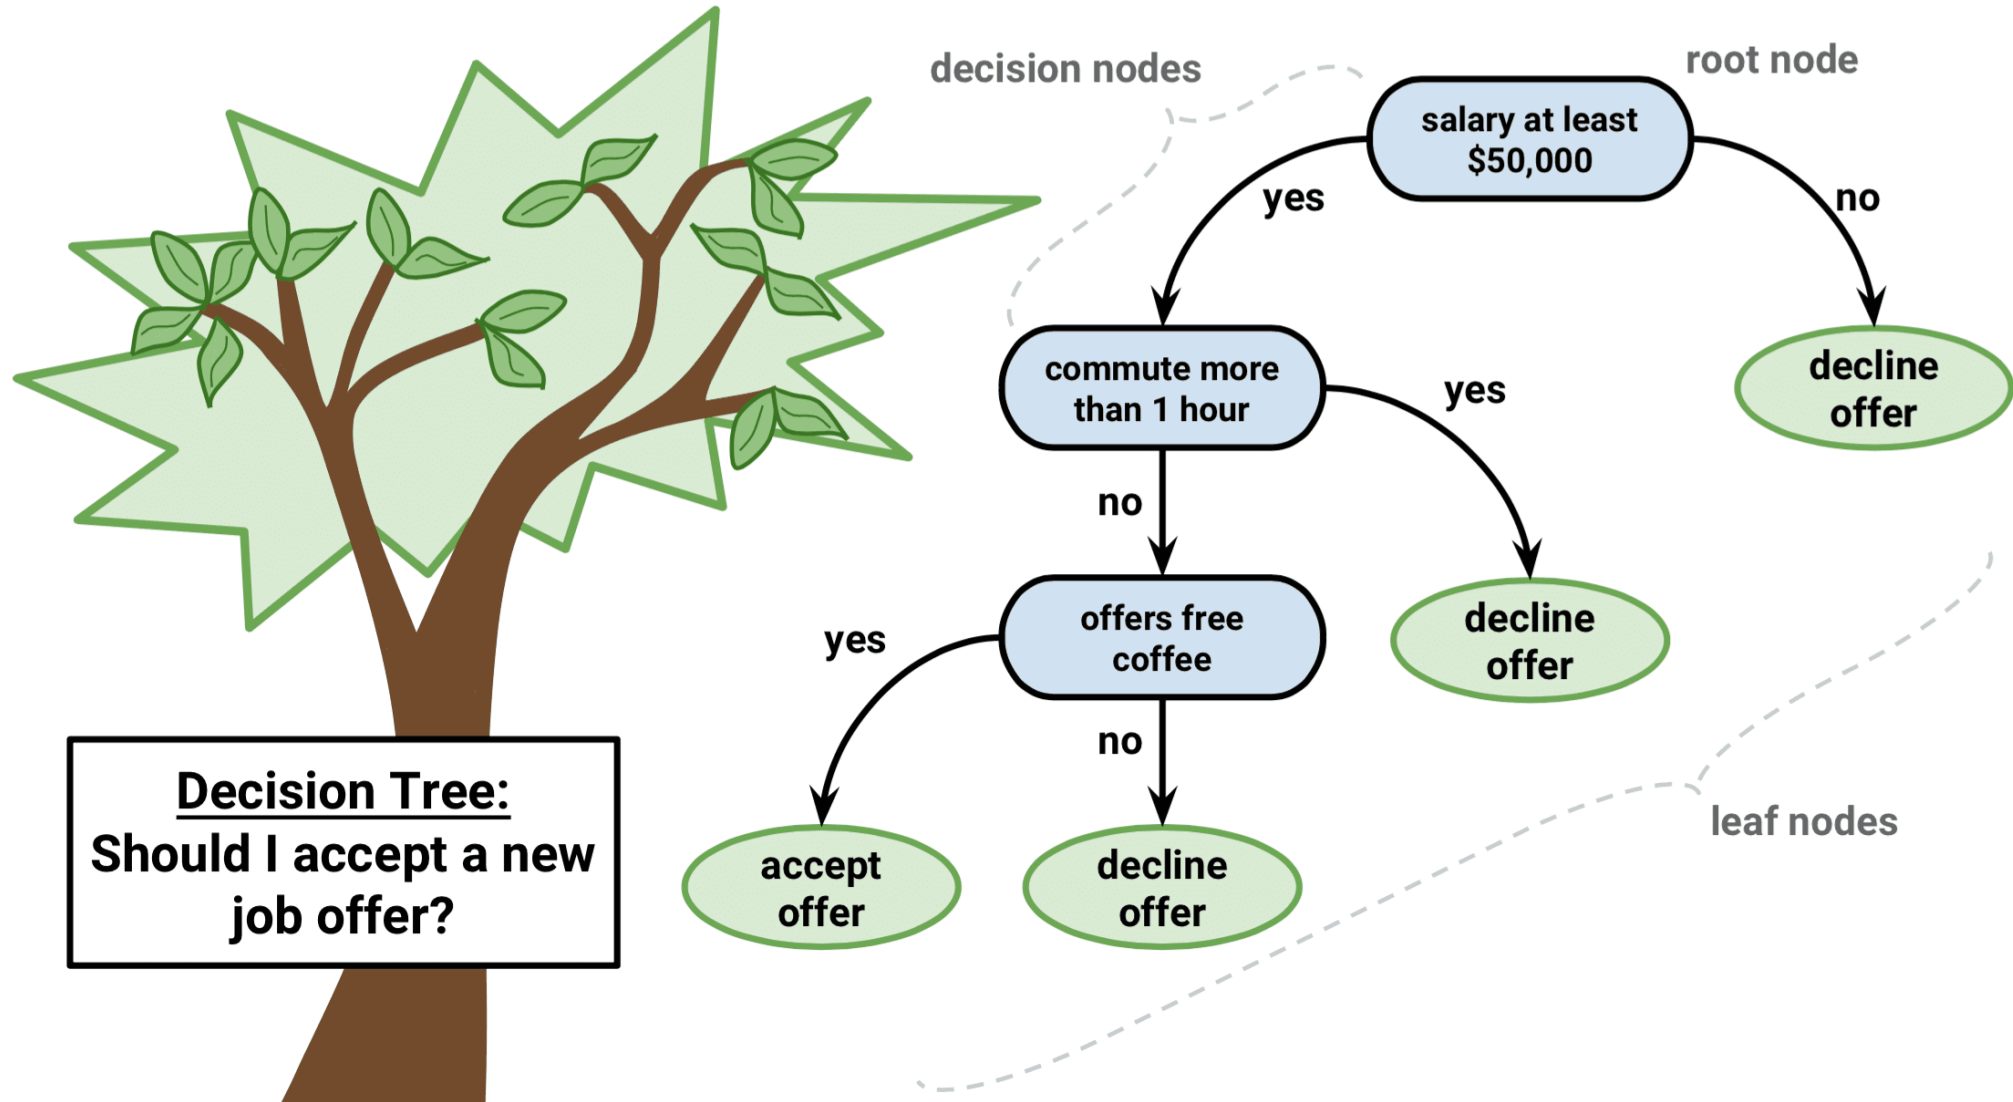 decision nodes
root node
salary at least
$50,000
yes
no
commute more
than 1 hour
yes
decline
offer
no
offers free
coffee
decline
offer
yes
no
accept
offer
decline
offer
leaf nodes
Decision Tree:
Should I accept a new
job offer?